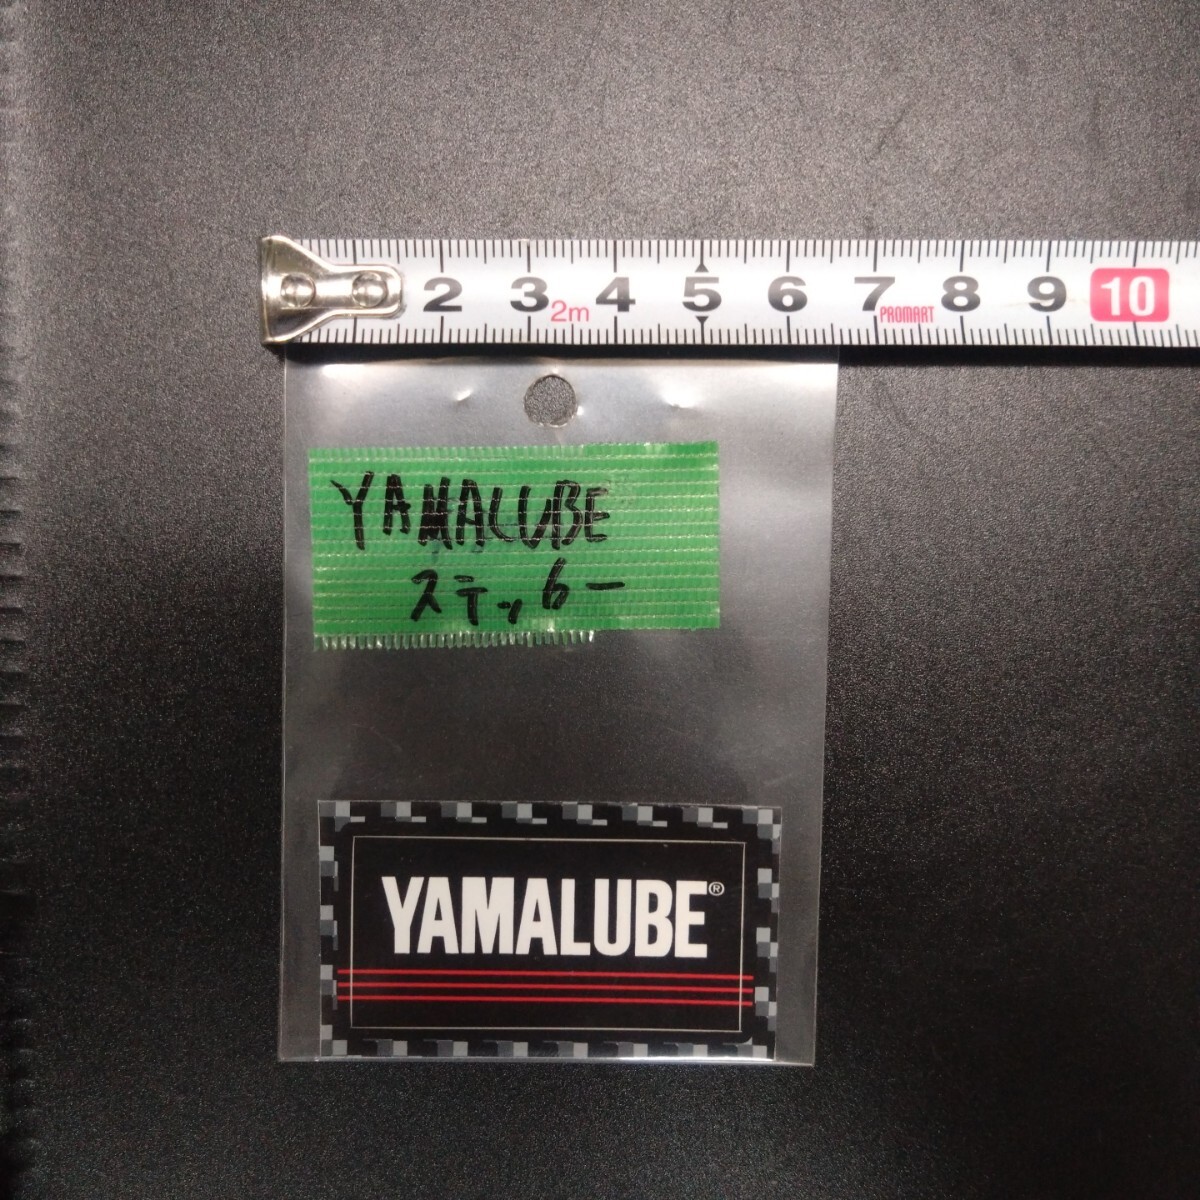 2 3 4 5 6 7 8 9 10
2m PROMART
YAMALUBE
ステッカー
YAMALUBE®